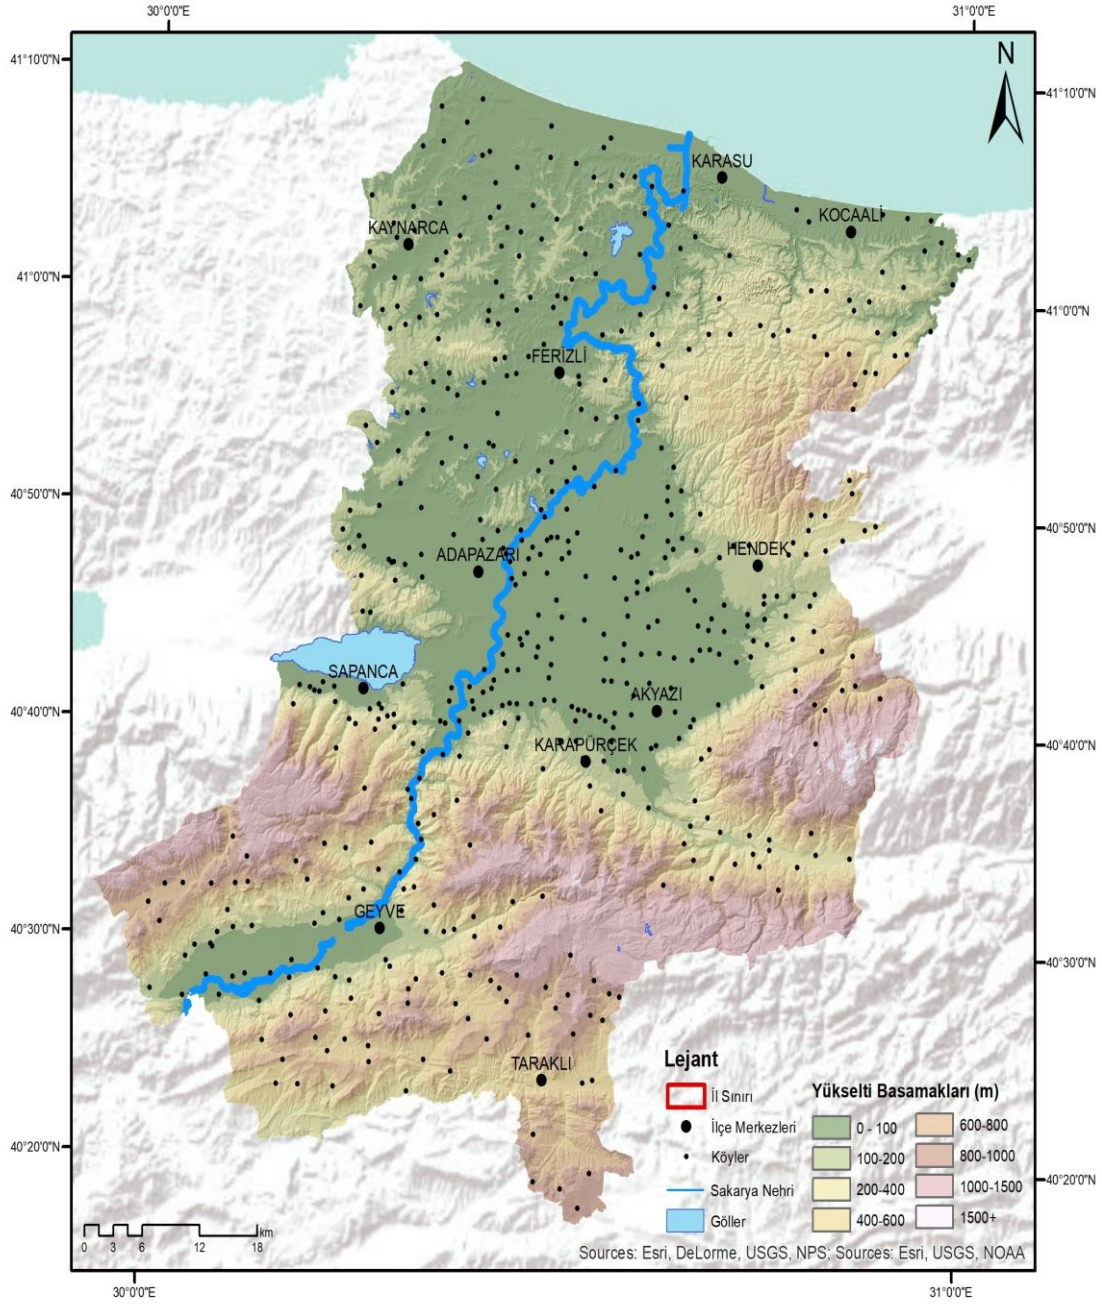 30°0'0"E
31°0'0"E
41°10'0"N
41°10'0"N
N
KARASU
KOCAALİ
KAYNARCA
41°0'0"N
41°0'0"N
FERİZLİ
40°50'0"N
40°50'0"N
ADAPAZARI
HENDEK
SAPANCA
AKYAZI
40°40'0"N
40°40'0"N
KARAPÜRÇEK
GEYVE
40°30'0"N
40°30'0"N
TARAKLI
Lejant
İl Sınırı
İlçe Merkezleri
Köyler
Sakarya Nehri
Göller
Yükselti Basamakları (m)
0 - 100
100-200
200-400
400-600
600-800
800-1000
1000-1500
1500+
40°20'0"N
40°20'0"N
km
0 3 6 12 18
Sources: Esri, DeLorme, USGS, NPS; Sources: Esri, USGS, NOAA
30°0'0"E
31°0'0"E